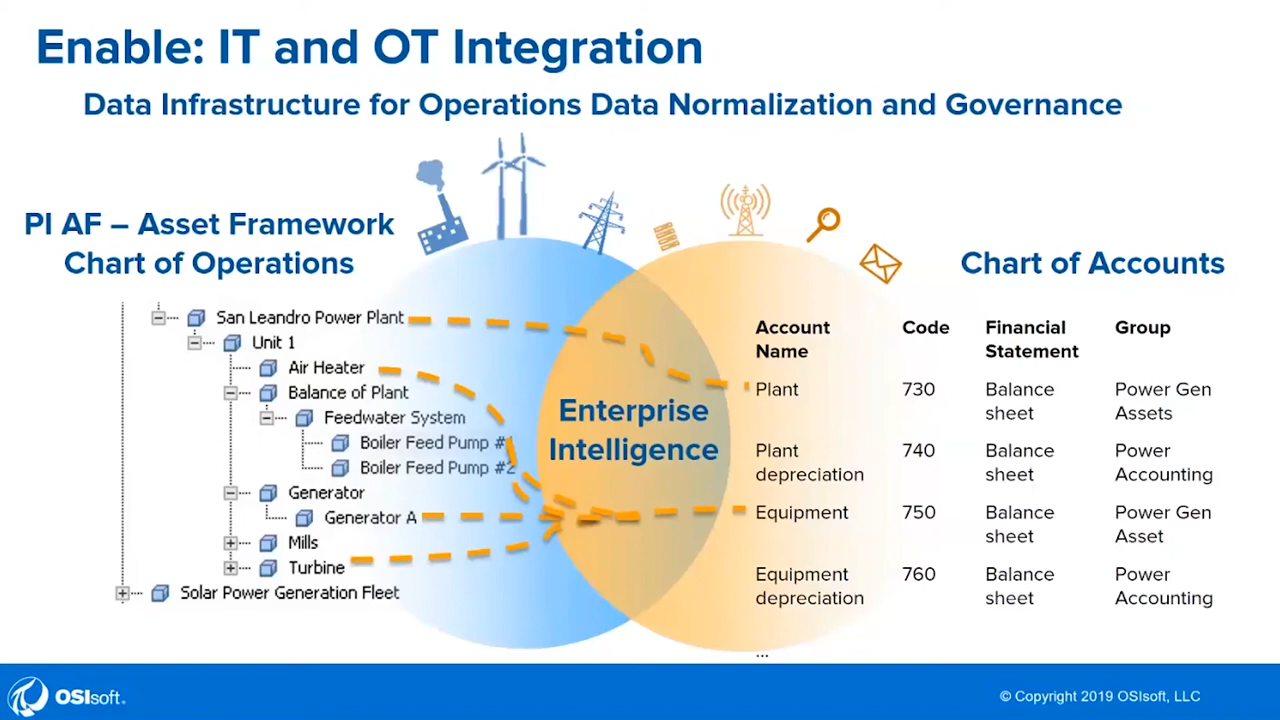 Enable: IT and OT Integration
Data Infrastructure for Operations Data Normalization and Governance
PI AF – Asset Framework
Chart of Operations
San Leandro Power Plant
Unit 1
Air Heater
Balance of Plant
Feedwater System
Boiler Feed Pump #1
Boiler Feed Pump #2
Generator
Generator A
Mills
Turbine
Solar Power Generation Fleet
Enterprise
Intelligence
Chart of Accounts
Account Name Code Financial Statement Group
Plant 730 Balance sheet Power Gen Assets
Plant depreciation 740 Balance sheet Power Accounting
Equipment 750 Balance sheet Power Gen Asset
Equipment depreciation 760 Balance sheet Power Accounting
...
OSIsoft.
© Copyright 2019 OSIsoft, LLC